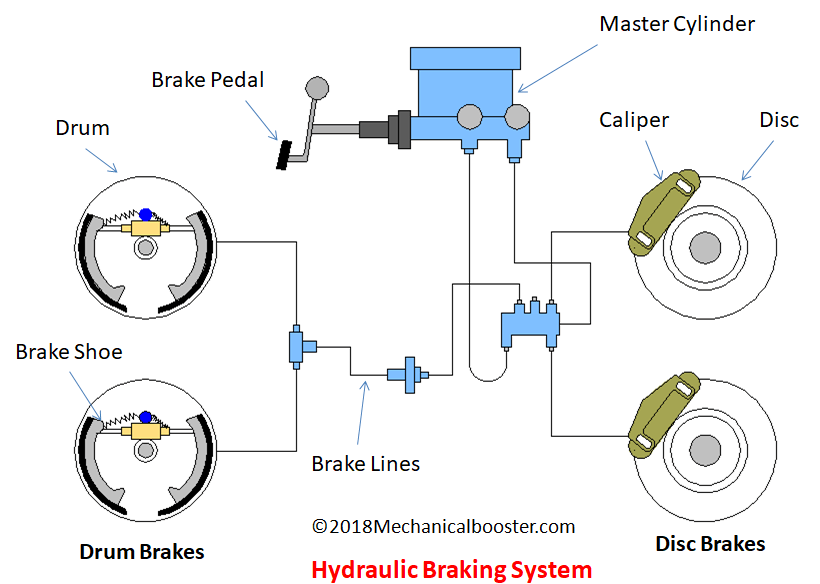 Master Cylinder
Brake Pedal
Drum
Caliper
Disc
Brake Shoe
Brake Lines
©2018Mechanicalbooster.com
Drum Brakes
Disc Brakes
Hydraulic Braking System